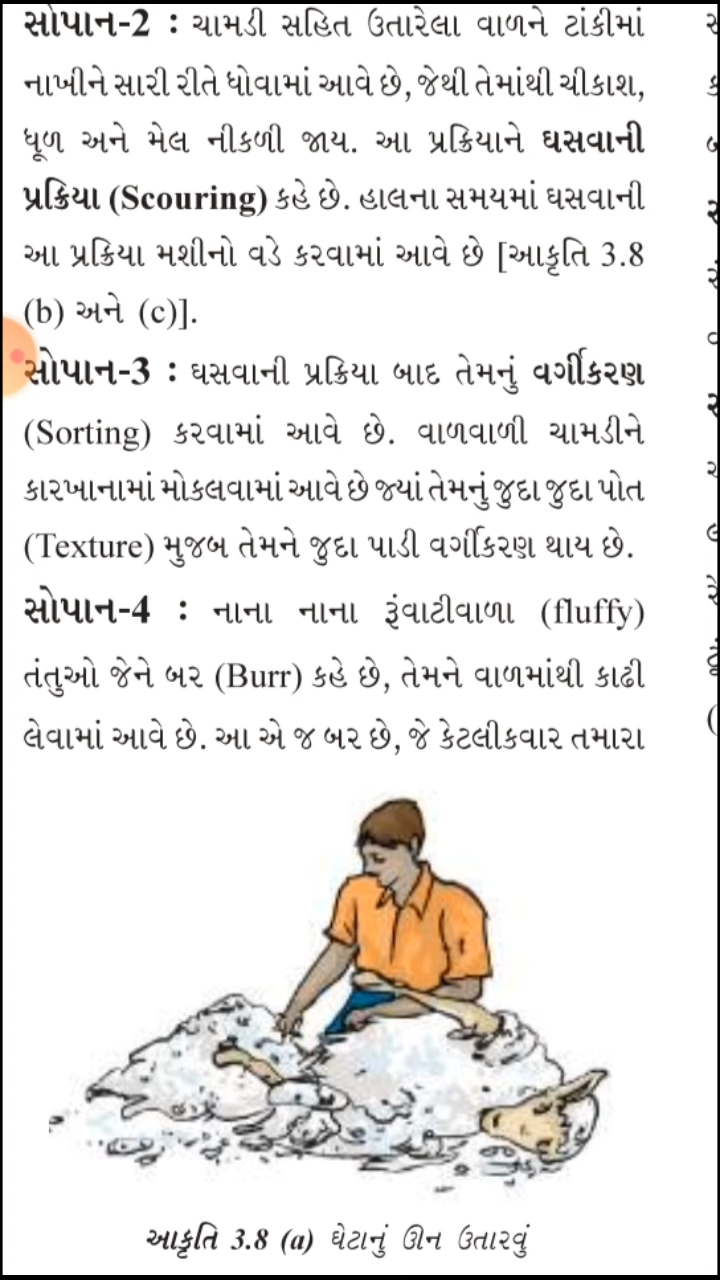 સોપાન-2 : ચામડી સહિત ઉતારેલા વાળને ટાંકીમાં
નાખીને સારી રીતે ધોવામાં આવે છે, જેથી તેમાંથી ચીકાશ,
ધૂળ અને મેલ નીકળી જાય. આ પ્રક્રિયાને ઘસવાની
પ્રક્રિયા (Scouring) કહે છે. હાલના સમયમાં ઘસવાની
આ પ્રક્રિયા મશીનો વડે કરવામાં આવે છે [આકૃતિ 3.8
(b) અને (c)].
સોપાન-3 : ઘસવાની પ્રક્રિયા બાદ તેમનું વર્ગીકરણ
(Sorting) કરવામાં આવે છે. વાળવાળી ચામડીને
કારખાનામાં મોકલવામાં આવે છે જ્યાં તેમનું જુદા જુદા પોત
(Texture) મુજબ તેમને જુદા પાડી વર્ગીકરણ થાય છે.
સોપાન-4 : નાના નાના રૂંવાટીવાળા (fluffy)
તંતુઓ જેને બર (Burr) કહે છે, તેમને વાળમાંથી કાઢી
લેવામાં આવે છે. આ એ જ બર છે, જે કેટલીકવાર તમારા
આકૃતિ 3.8 (a) ઘેટાનું ઊન ઉતારવું